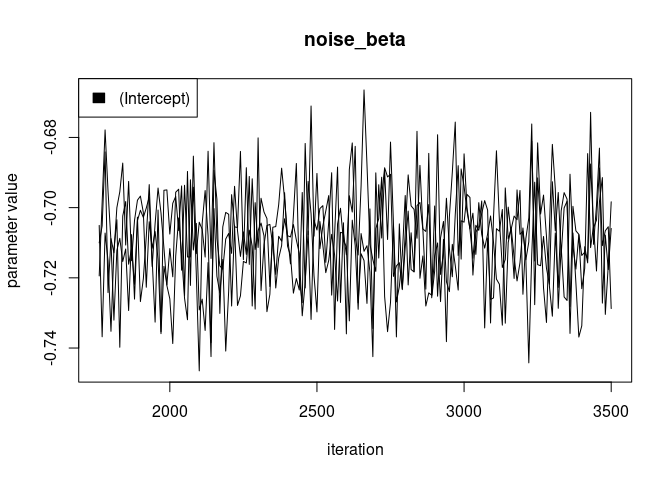 noise_beta
(Intercept)
parameter value
-0.68
-0.70
-0.72
-0.74
2000
2500
3000
3500
iteration